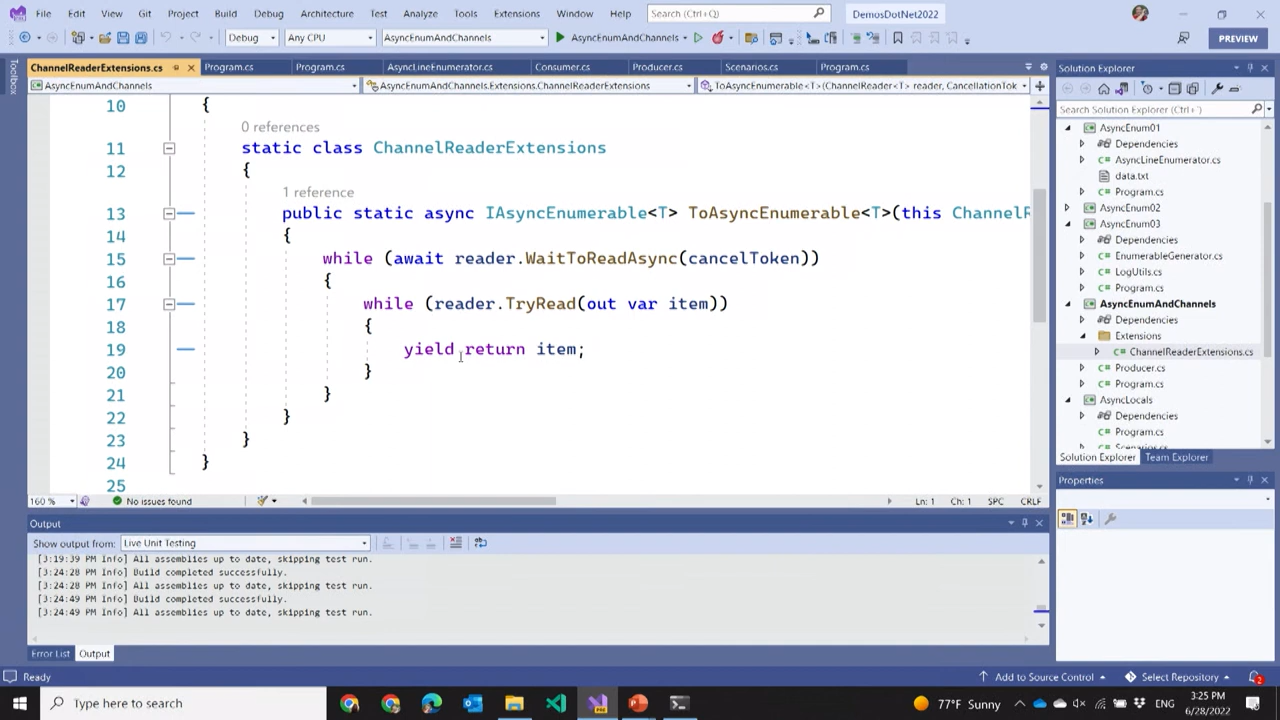 File Edit View Git Project Build Debug Architecture Test Analyze Tools Extensions Window Help Search (Ctrl+Q) DemosDotNet2022
Debug Any CPU AsyncEnumAndChannels AsyncEnumAndChannels PREVIEW
ChannelReaderExtensions.cs Program.cs Program.cs AsyncLineEnumerator.cs Consumer.cs Producer.cs Scenarios.cs Program.cs
AsyncEnumAndChannels AsyncEnumAndChannels.Extensions.ChannelReaderExtensions ToAsyncEnumerable<T>(ChannelReader<T> reader, CancellationTok
Toolbox
10 {
0 references
11 static class ChannelReaderExtensions
12 {
1 reference
13 public static async IAsyncEnumerable<T> ToAsyncEnumerable<T>(this ChannelR
14 {
15 while (await reader.WaitToReadAsync(cancelToken))
16 {
17 while (reader.TryRead(out var item))
18 {
19 yield return item;
20 }
21 }
22 }
23 }
24 }
25
160 % No issues found Ln: 1 Ch: 1 SPC CRLF
Output
Show output from: Live Unit Testing
[3:19:39 PM Info] All assemblies up to date, skipping test run.
[3:24:28 PM Info] Build completed successfully.
[3:24:28 PM Info] All assemblies up to date, skipping test run.
[3:24:49 PM Info] Build completed successfully.
[3:24:49 PM Info] All assemblies up to date, skipping test run.
Error List Output
Solution Explorer
Search Solution Explorer (Ctrl+')
AsyncEnum01
Dependencies
AsyncLineEnumerator.cs
data.txt
Program.cs
AsyncEnum02
AsyncEnum03
Dependencies
EnumerableGenerator.cs
LogUtils.cs
Program.cs
AsyncEnumAndChannels
Dependencies
Extensions
ChannelReaderExtensions.cs
Producer.cs
Program.cs
AsyncLocals
Dependencies
Program.cs
Scenarios.cs
Solution Explorer Team Explorer
Properties
Ready Add to Source Control Select Repository 2
Type here to search 77°F Sunny ENG 3:25 PM
6/28/2022